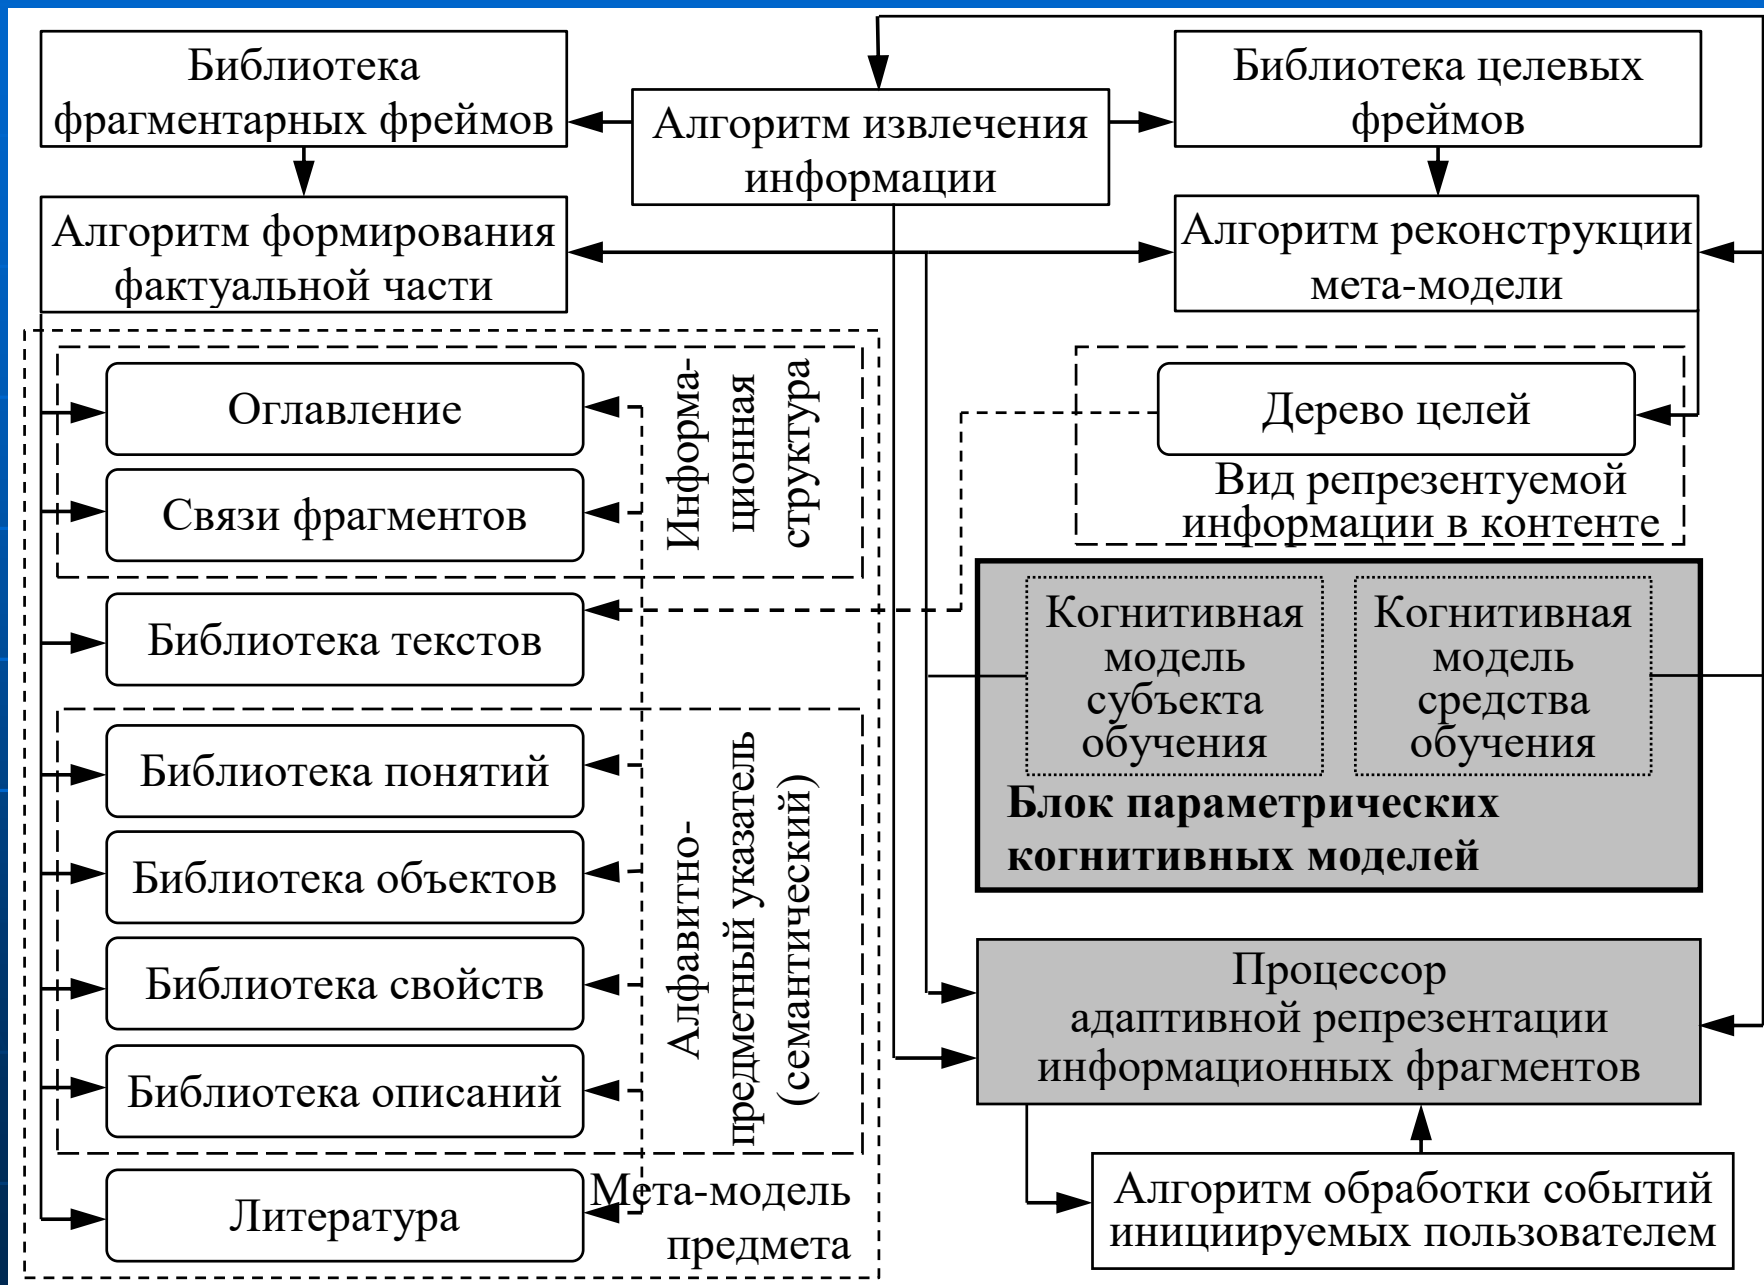 Библиотека
фрагментарных фреймов
Алгоритм извлечения
информации
Библиотека целевых
фреймов
Алгоритм формирования
фактуальной части
Алгоритм реконструкции
мета-модели
Оглавление
Связи фрагментов
Информа-
ционная
структура
Дерево целей
Вид репрезентуемой
информации в контенте
Библиотека текстов
Когнитивная
модель
субъекта
обучения
Когнитивная
модель
средства
обучения
Блок параметрических
когнитивных моделей
Библиотека понятий
Библиотека объектов
Библиотека свойств
Библиотека описаний
Алфавитно-
предметный указатель
(семантический)
Процессор
адаптивной репрезентации
информационных фрагментов
Литература
Мета-модель
предмета
Алгоритм обработки событий
инициируемых пользователем